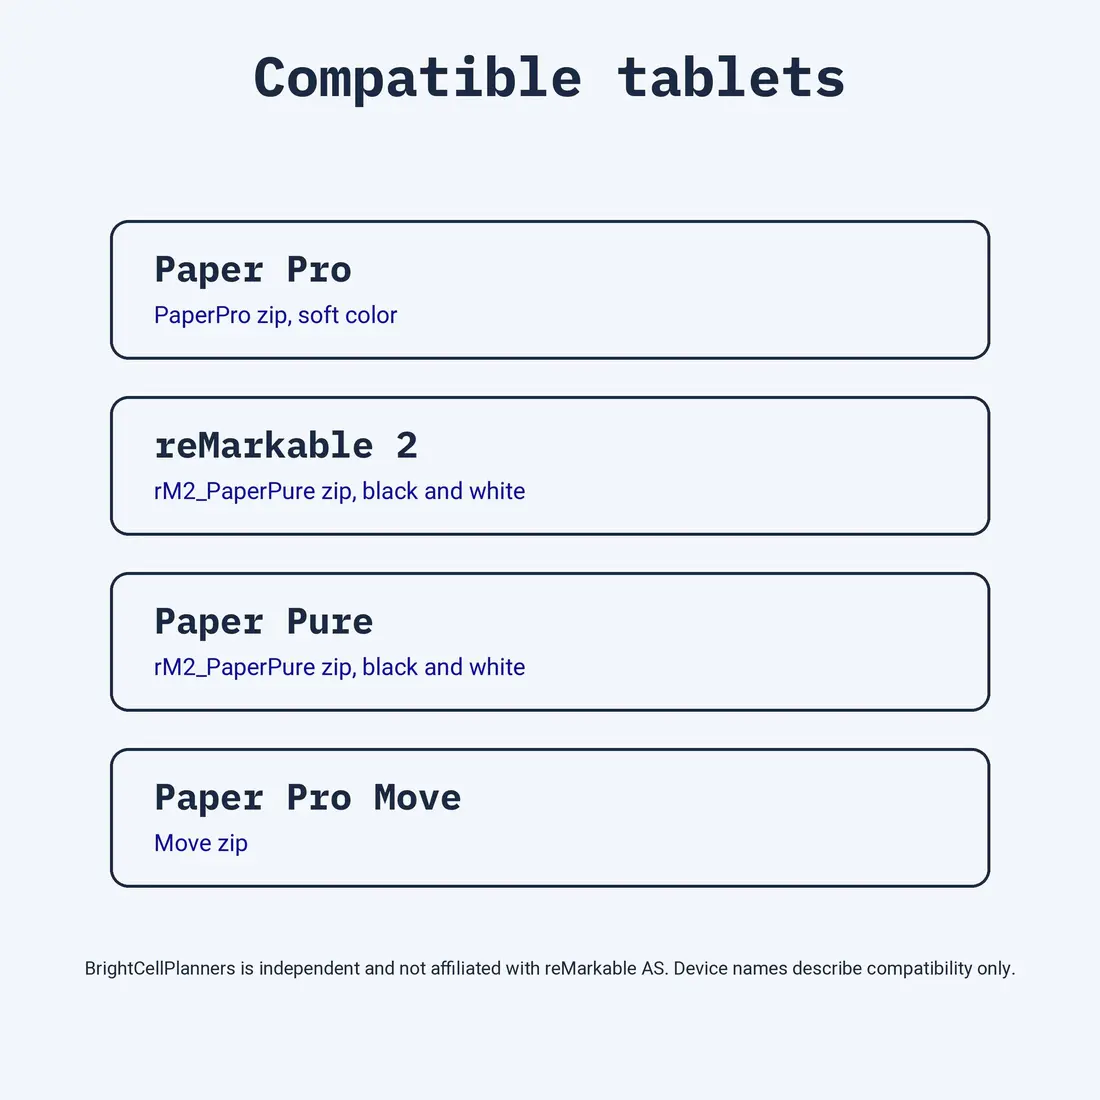 Compatible tablets
Paper Pro
PaperPro zip, soft color
reMarkable 2
rM2_PaperPure zip, black and white
Paper Pure
rM2_PaperPure zip, black and white
Paper Pro Move
Move zip
BrightCellPlanners is independent and not affiliated with reMarkable AS. Device names describe compatibility only.